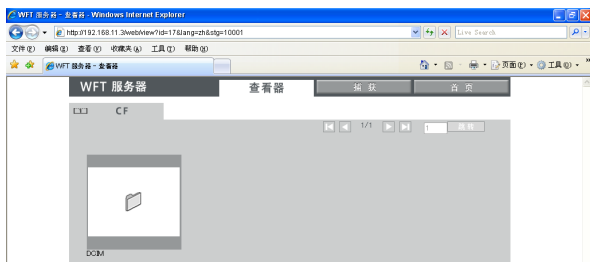 WFT 服务器 - 查看器 - Windows Internet Explorer
http://192.168.11.3/web/view?id=17&lang=zh&stg=10001
Live Search
文件(F) 编辑(E) 查看(V) 收藏夹(A) 工具(T) 帮助(H)
WFT 服务器 - 查看器
页面(P) 工具(O)
WFT 服务器 查看器 捕获 首页
CF
1/1 1 跳转
DCIM